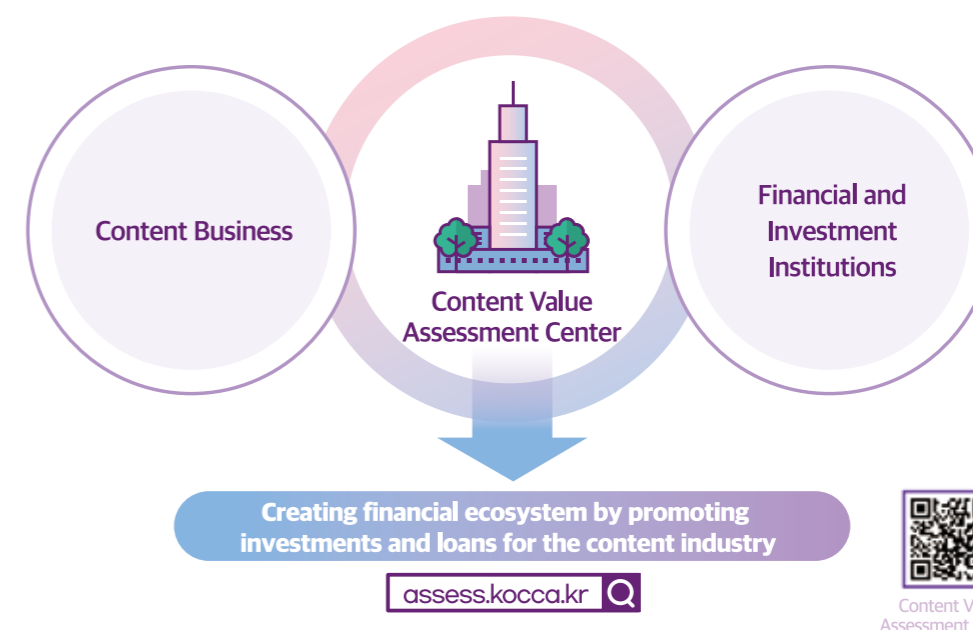 Content Business
Content Value
Assessment Center
Financial and
Investment
Institutions
Creating financial ecosystem by promoting
investments and loans for the content industry
assess.kocca.kr
Content
Assessment